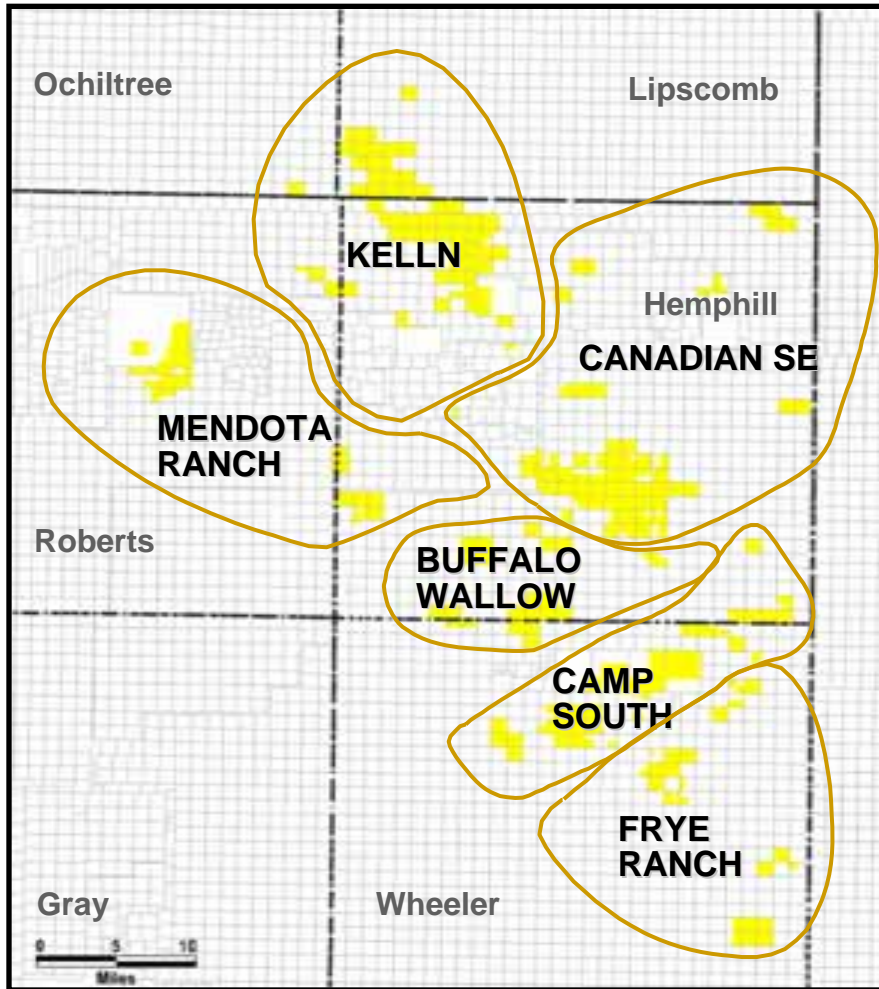 Ochiltree
Lipscomb
KELLN
Hemphill
CANADIAN SE
MENDOTA
RANCH
Roberts
BUFFALO
WALLOW
CAMP
SOUTH
FRYE
RANCH
Gray
Wheeler
0 5 10
Miles